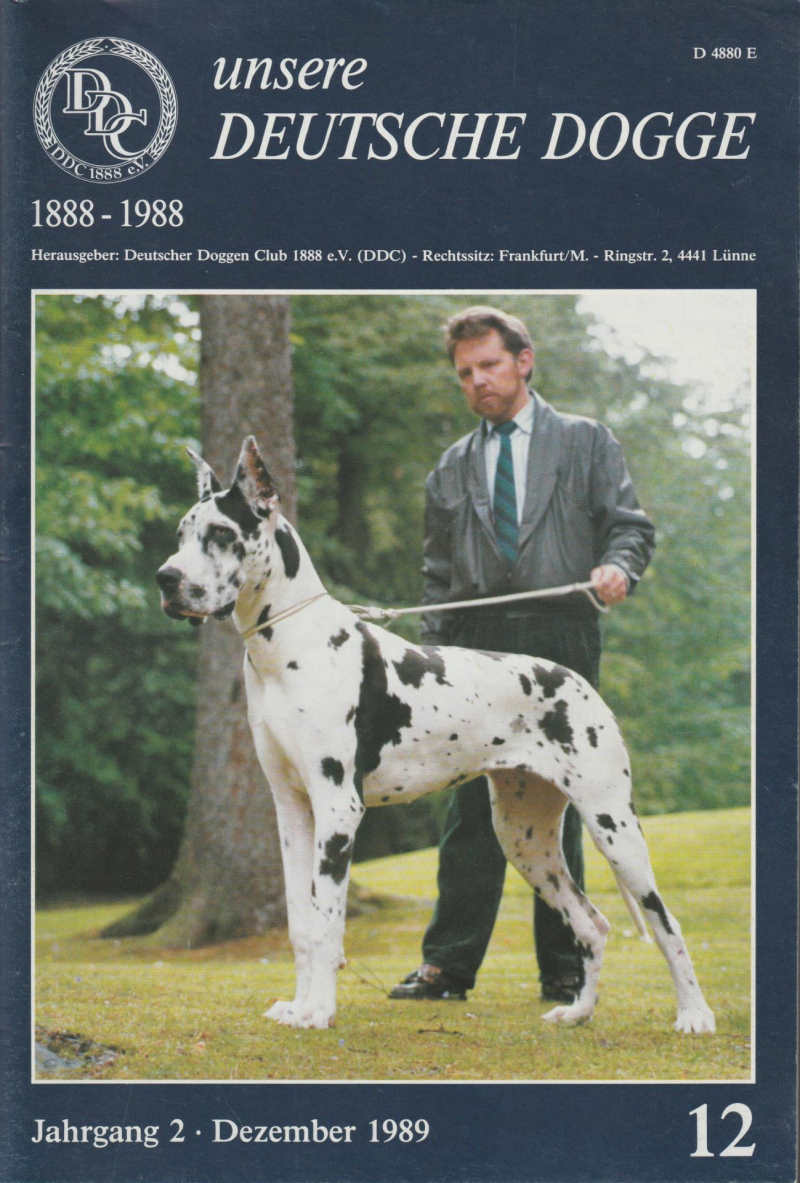 DDC
DDC 1888 e.V.
D 4880 E
unsere
DEUTSCHE DOGGE
1888 - 1988
Herausgeber: Deutscher Doggen Club 1888 e.V. (DDC) - Rechtssitz: Frankfurt/M. - Ringstr. 2, 4441 Lünne
Jahrgang 2 · Dezember 1989
12